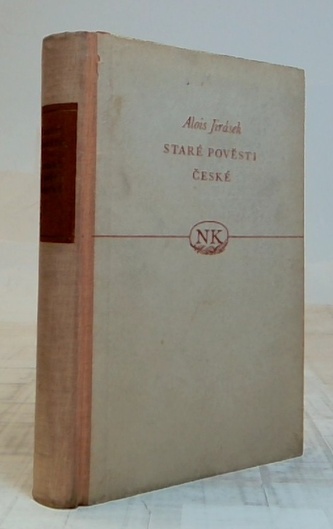 Alois Jirásek
STARÉ POVĚSTI
ČESKÉ
NK